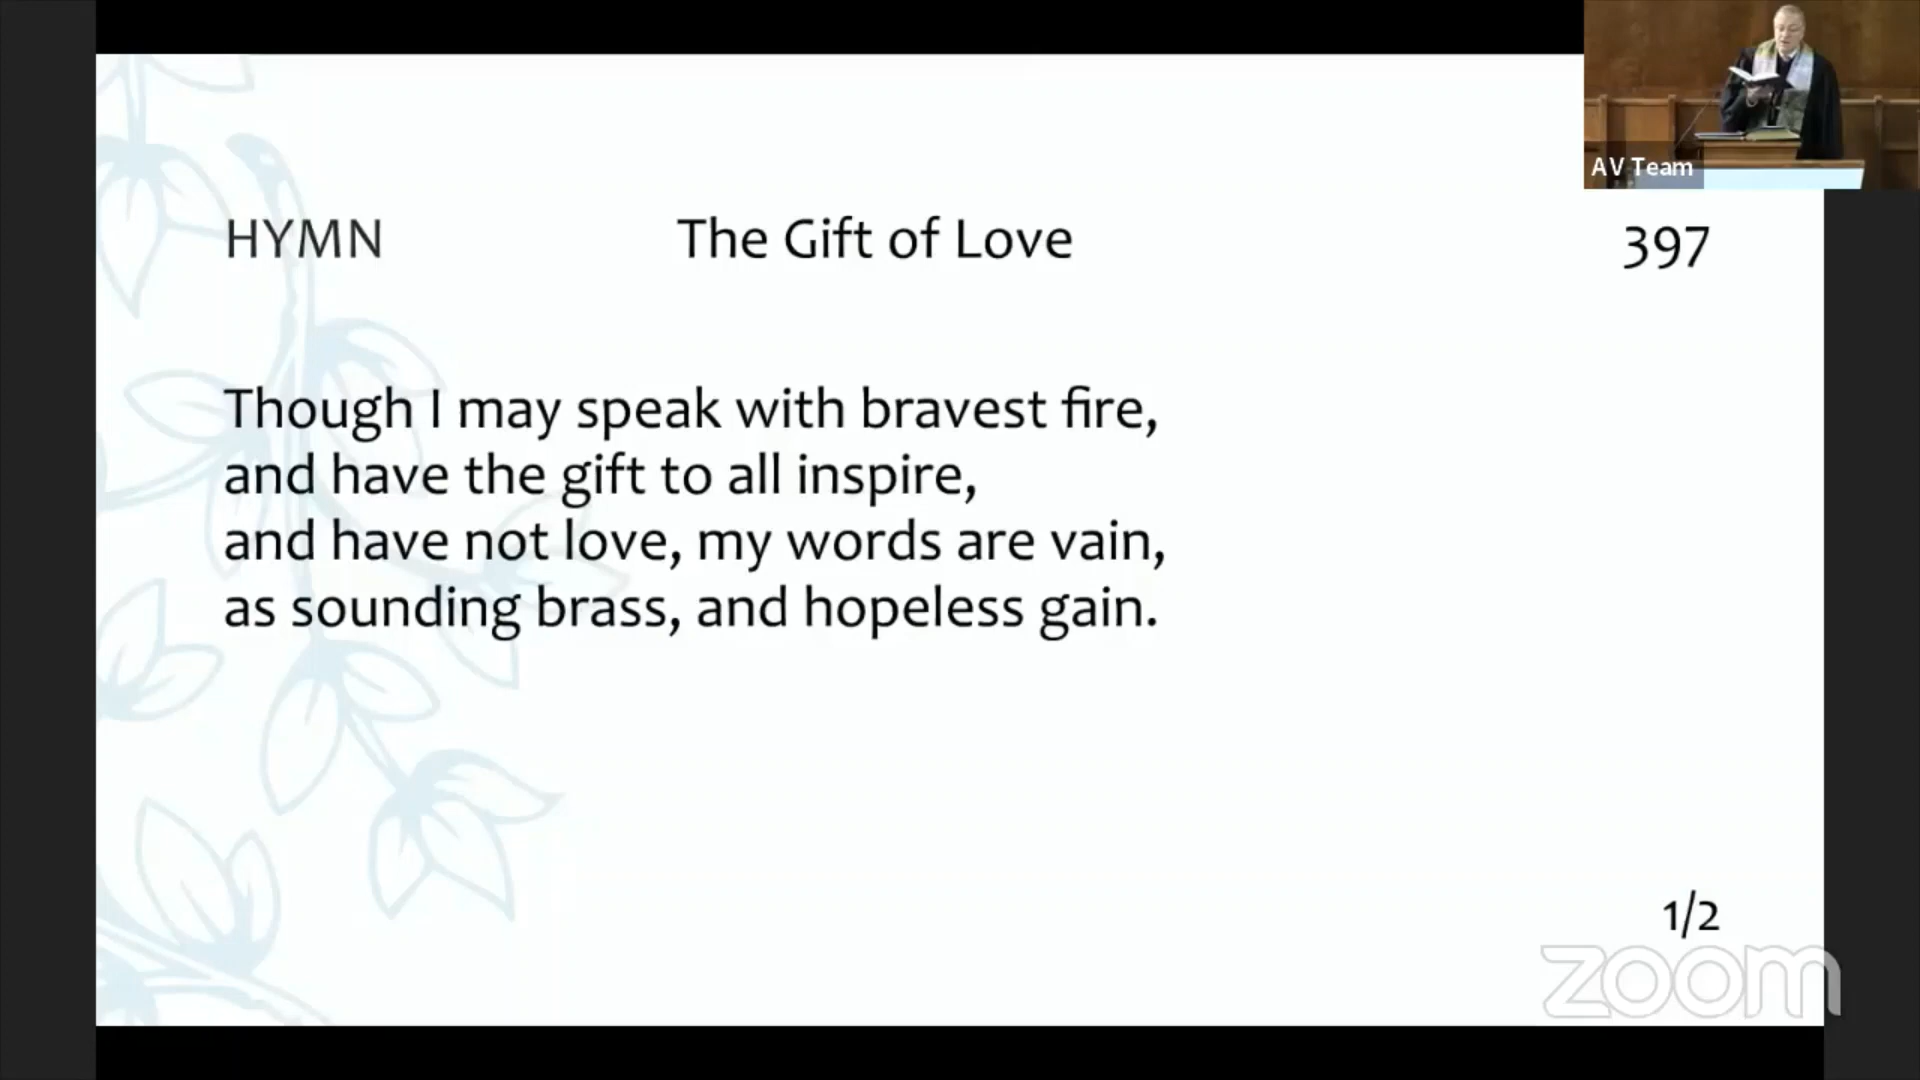 AV Team
HYMN The Gift of Love 397
Though I may speak with bravest fire,
and have the gift to all inspire,
and have not love, my words are vain,
as sounding brass, and hopeless gain.
1/2
zoom